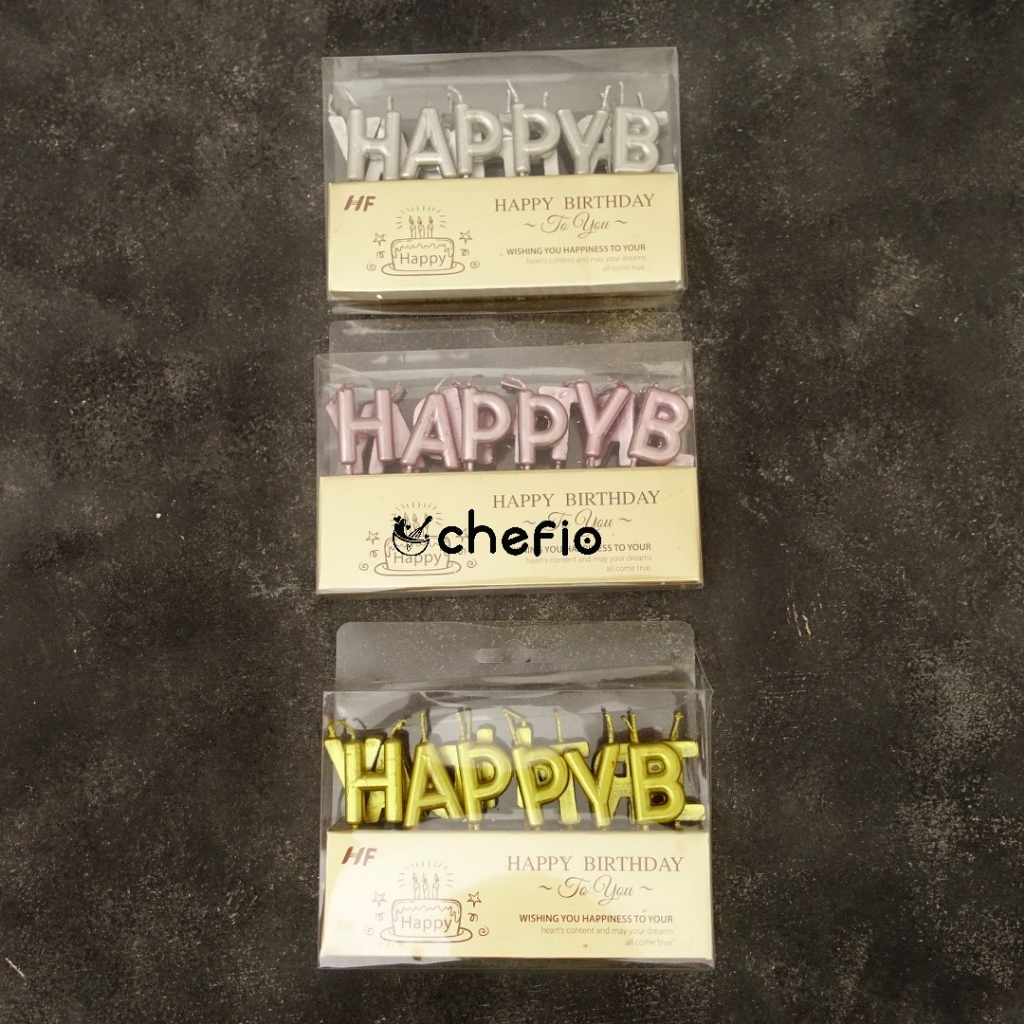 HAPPYB
HF
HAPPY BIRTHDAY
~ To You ~
Happy
WISHING YOU HAPPINESS TO YOUR
heart's content and may your dreams
all come true.
HAPPYB
HAPPY BIRTHDAY
~ To You ~
chefio
Happy
YOU HAPPINESS TO YOUR
heart's content and may your dreams
all come true.
HAPPYB
HF
HAPPY BIRTHDAY
~ To You ~
Happy
WISHING YOU HAPPINESS TO YOUR
heart's content and may your dreams
all come true.